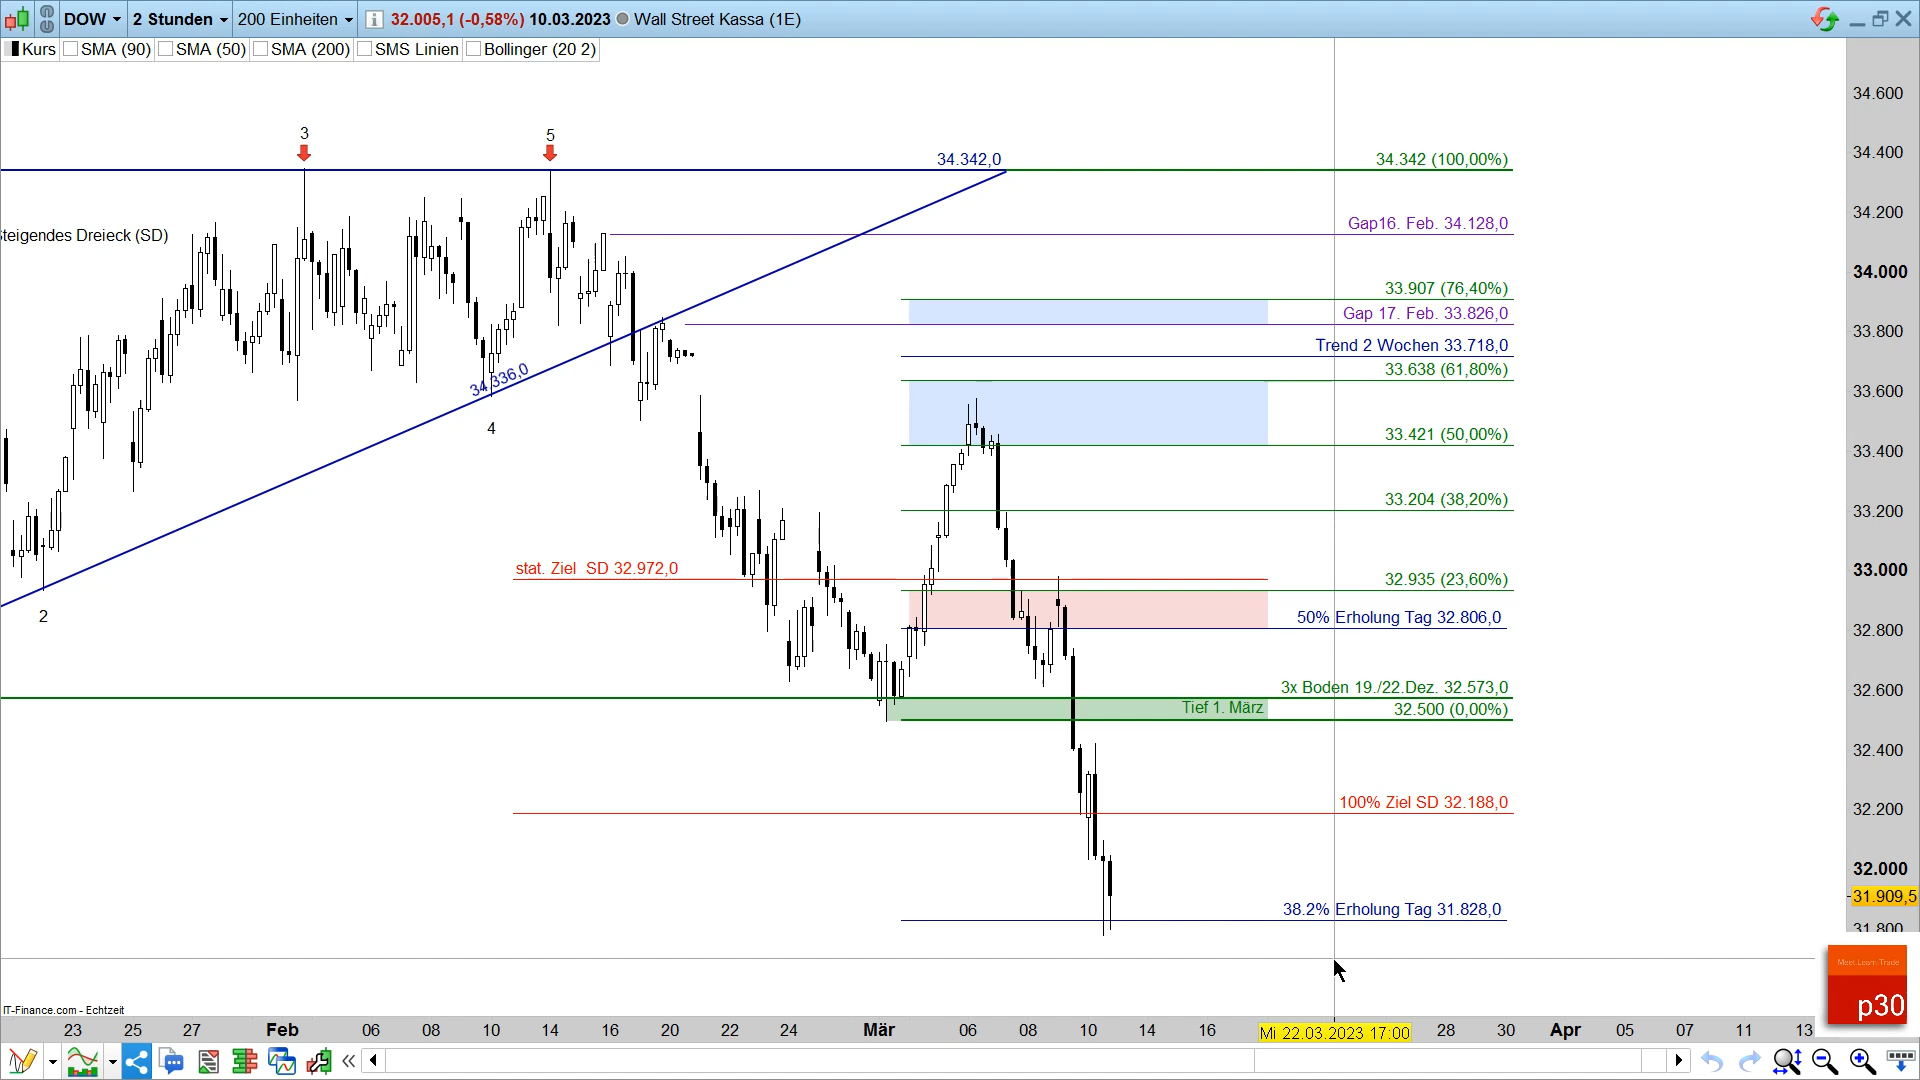 DOW 2 Stunden 200 Einheiten 32.005,1 (-0,58%) 10.03.2023 Wall Street Kassa (1E)
Kurs SMA (90) SMA (50) SMA (200) SMS Linien Bollinger (20 2)
34.600
3 5
34.342,0 34.342 (100,00%) 34.400
Gap16. Feb. 34.128,0 34.200
Steigendes Dreieck (SD)
34.000
33.907 (76,40%)
Gap 17. Feb. 33.826,0
33.800
Trend 2 Wochen 33.718,0
33.638 (61,80%)
34.336,0
33.600
4 33.421 (50,00%)
33.400
33.204 (38,20%)
33.200
stat. Ziel SD 32.972,0 33.000
32.935 (23,60%)
2 50% Erholung Tag 32.806,0
32.800
3x Boden 19./22.Dez. 32.573,0 32.600
Tief 1. März 32.500 (0,00%)
32.400
100% Ziel SD 32.188,0 32.200
32.000
31.909,5
38.2% Erholung Tag 31.828,0
31.800
Meet.Learn.Trade
p30
IT-Finance.com - Echtzeit
23 25 27 Feb 06 08 10 14 16 20 22 24 Mär 06 08 10 14 16 Mi 22.03.2023 17:00 28 30 Apr 05 07 11 13